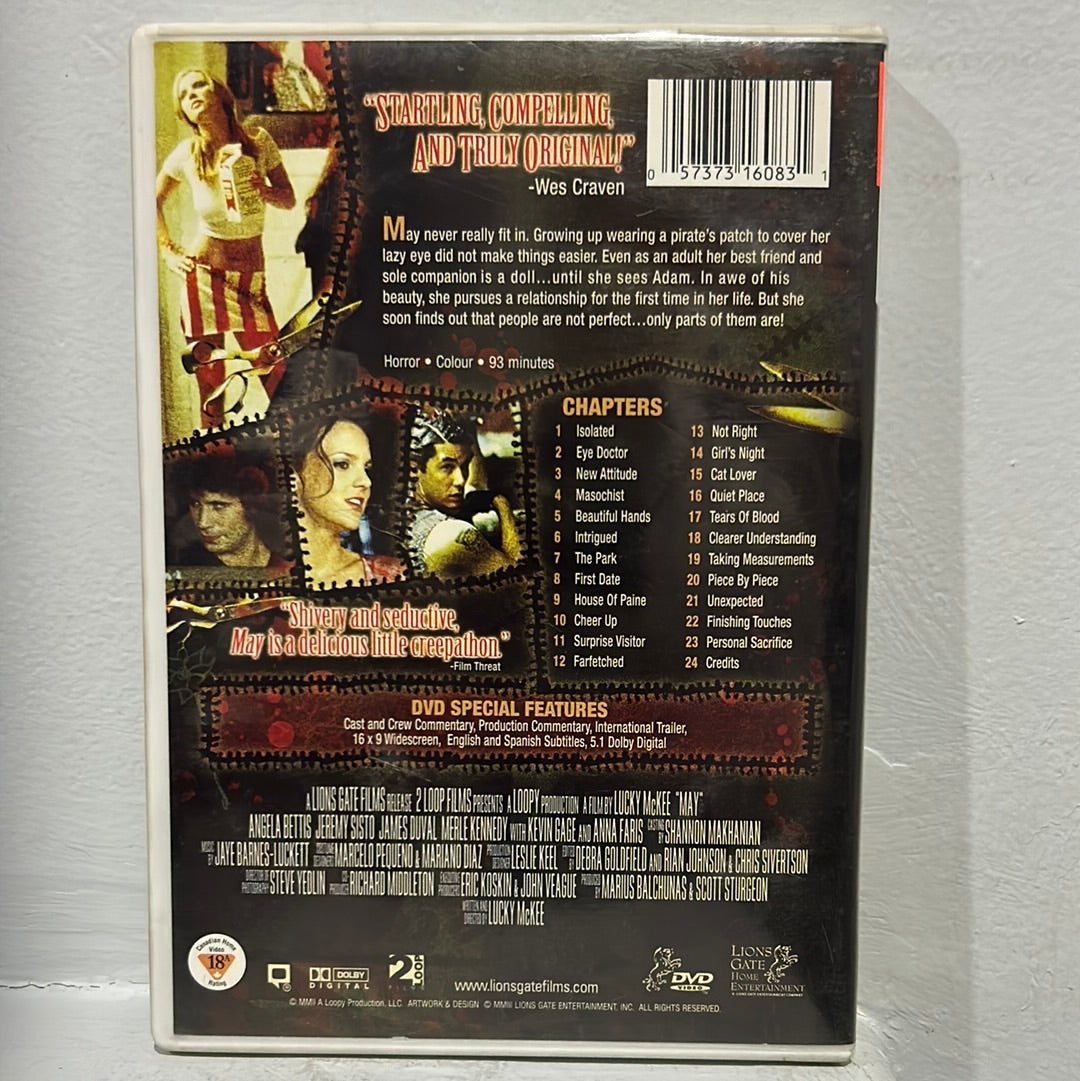 "STARTLING, COMPELLING,
AND TRULY ORIGINAL!"
-Wes Craven
0 57373 16083 1
May never really fit in. Growing up wearing a pirate's patch to cover her
lazy eye did not make things easier. Even as an adult her best friend and
sole companion is a doll...until she sees Adam. In awe of his
beauty, she pursues a relationship for the first time in her life. But she
soon finds out that people are not perfect...only parts of them are!
Horror • Colour • 93 minutes
CHAPTERS
1 Isolated
2 Eye Doctor
3 New Attitude
4 Masochist
5 Beautiful Hands
6 Intrigued
7 The Park
8 First Date
9 House Of Paine
10 Cheer Up
11 Surprise Visitor
12 Farfetched
13 Not Right
14 Girl's Night
15 Cat Lover
16 Quiet Place
17 Tears Of Blood
18 Clearer Understanding
19 Taking Measurements
20 Piece By Piece
21 Unexpected
22 Finishing Touches
23 Personal Sacrifice
24 Credits
"Shivery and seductive,
May is a delicious little creepathon."
-Film Threat
DVD SPECIAL FEATURES
Cast and Crew Commentary, Production Commentary, International Trailer,
16 x 9 Widescreen, English and Spanish Subtitles, 5.1 Dolby Digital
A LIONS GATE FILMS RELEASE 2 LOOP FILMS PRESENTS A LOOPY PRODUCTION A FILM BY LUCKY McKEE "MAY"
ANGELA BETTIS JEREMY SISTO JAMES DUVAL MERLE KENNEDY WITH KEVIN GAGE AND ANNA FARIS CASTING BY SHANNON MAKHANIAN
MUSIC BY JAYE BARNES-LUCKETT COSTUME DESIGNERS MARCELO PEQUENO & MARIANO DIAZ PRODUCTION DESIGNER LESLIE KEEL EDITED BY DEBRA GOLDFIELD AND RIAN JOHNSON & CHRIS SIVERTSON
DIRECTOR OF PHOTOGRAPHY STEVE YEDLIN CO-PRODUCER RICHARD MIDDLETON EXECUTIVE PRODUCERS ERIC KOSKIN & JOHN VEAGUE PRODUCED BY MARIUS BALCHUNAS & SCOTT STURGEON
WRITTEN AND DIRECTED BY LUCKY McKEE
Canadian Home
Video
18A
Rating
DOLBY
DIGITAL
2 LOOP
FILMS
www.lionsgatefilms.com
DVD
VIDEO
LIONS
GATE
HOME
ENTERTAINMENT
A LIONS GATE ENTERTAINMENT COMPANY
© MMII A Loopy Production, LLC. ARTWORK & DESIGN © MMIII LIONS GATE ENTERTAINMENT, INC. ALL RIGHTS RESERVED.